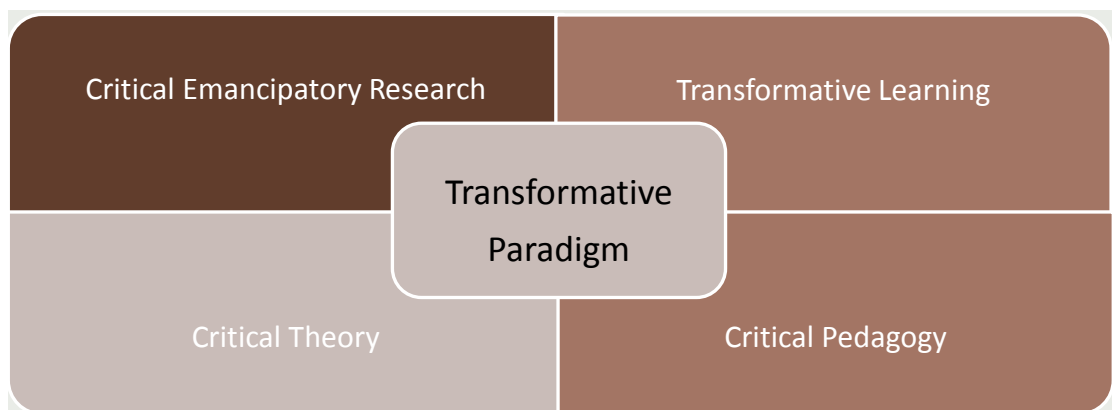 Critical Emancipatory Research
Transformative Learning
Transformative
Paradigm
Critical Theory
Critical Pedagogy